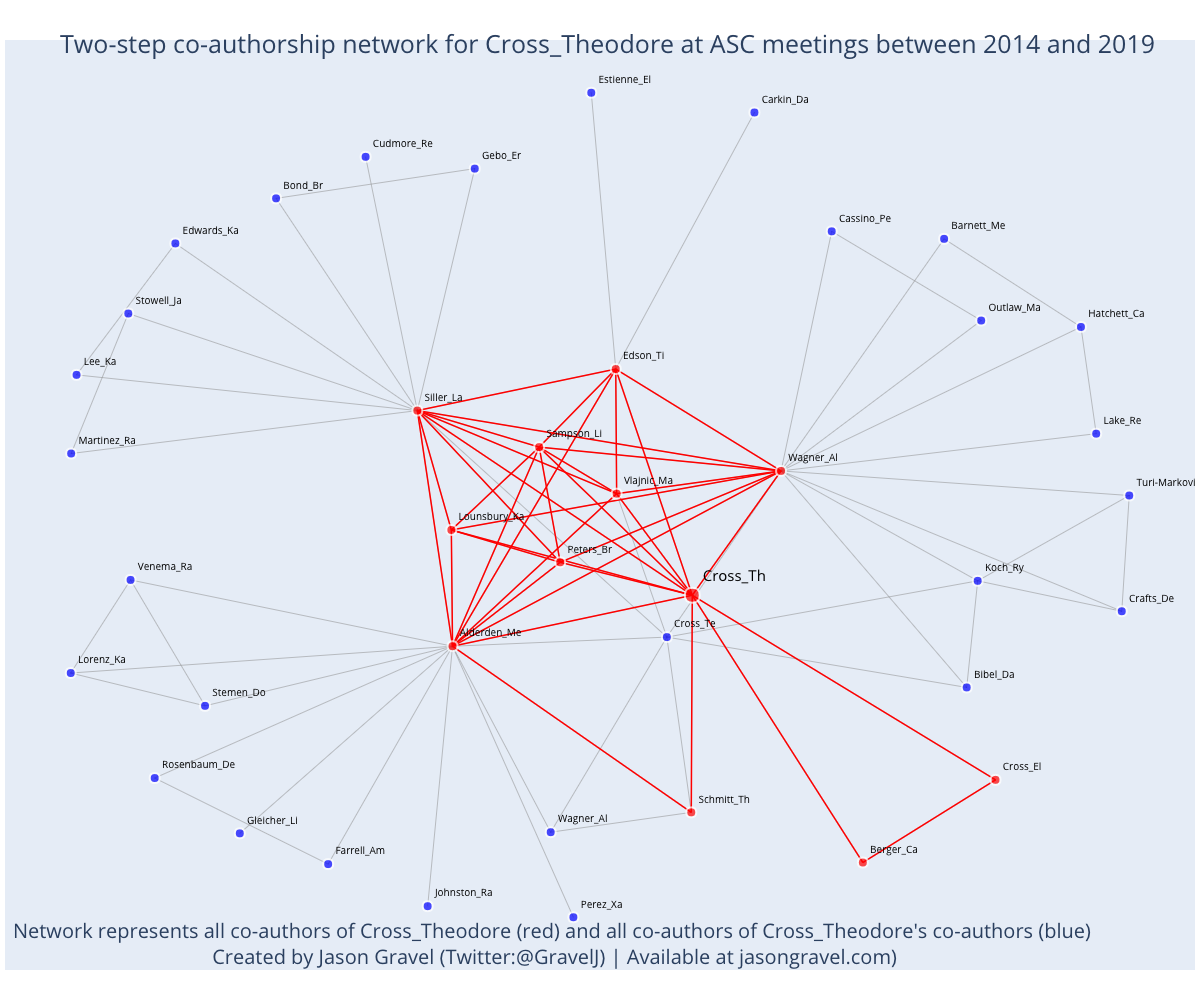 Two-step co-authorship network for Cross_Theodore at ASC meetings between 2014 and 2019
Estienne_El
Carkin_Da
Cudmore_Re
Gebo_Er
Bond_Br
Cassino_Pe
Barnett_Me
Edwards_Ka
Stowell_Ja
Outlaw_Ma
Hatchett_Ca
Edson_Ti
Lee_Ka
Siller_La
Lake_Re
Sampson_Li
Martinez_Ra
Wagner_Al
Vlajnic_Ma
Turi-Markovi
Lounsbury_Ka
Peters_Br
Venema_Ra
Koch_Ry
Cross_Th
Crafts_De
Cross_Te
Alderden_Me
Lorenz_Ka
Bibel_Da
Stemen_Do
Rosenbaum_De
Cross_El
Schmitt_Th
Gleicher_Li
Wagner_Al
Farrell_Am
Berger_Ca
Johnston_Ra
Perez_Xa
Network represents all co-authors of Cross_Theodore (red) and all co-authors of Cross_Theodore's co-authors (blue)
Created by Jason Gravel (Twitter:@GravelJ) | Available at jasongravel.com)